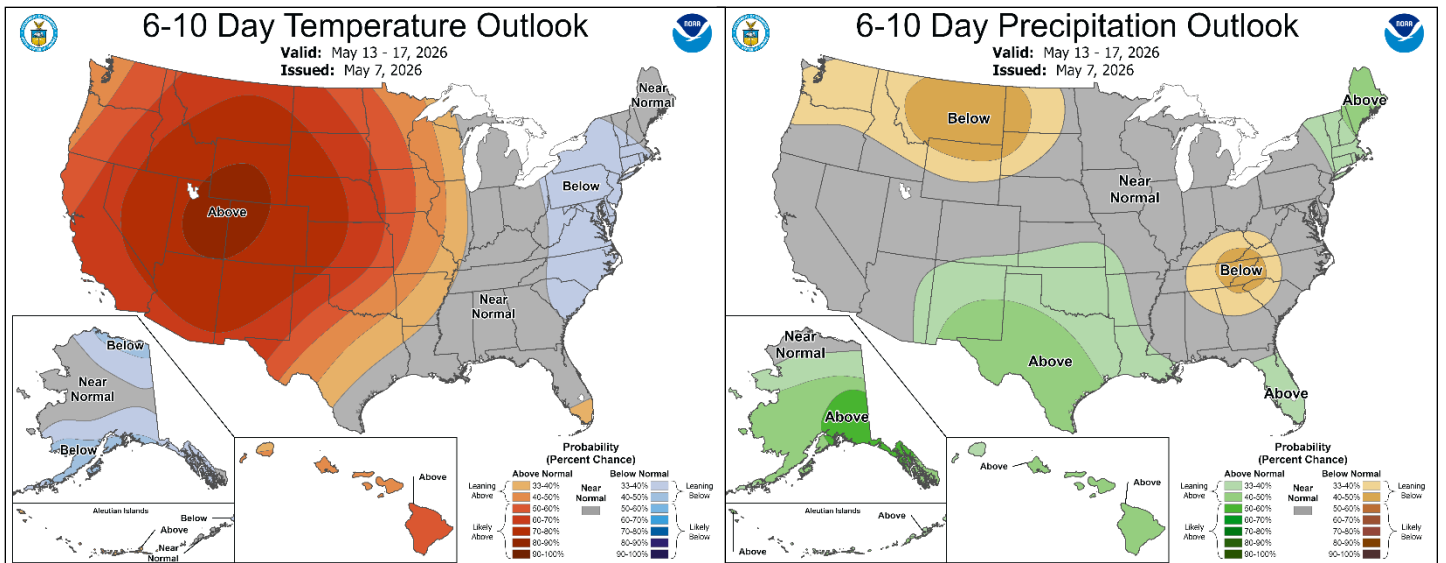 6-10 Day Temperature Outlook
Valid: May 13 - 17, 2026
Issued: May 7, 2026
NOAA
Near
Normal
Below
Above
Near
Normal
Below
Near
Normal
Below
Aleutian Islands
Below
Above
Near
Normal
Above
Probability
(Percent Chance)
Above Normal
Below Normal
Leaning
Above
Likely
Above
33-40%
40-50%
50-60%
60-70%
70-80%
80-90%
90-100%
Near
Normal
33-40%
40-50%
50-60%
60-70%
70-80%
80-90%
90-100%
Leaning
Below
Likely
Below
6-10 Day Precipitation Outlook
Valid: May 13 - 17, 2026
Issued: May 7, 2026
NOAA
Above
Below
Near
Normal
Below
Above
Above
Near
Normal
Above
Aleutian Islands
Above
Above
Above
Above
Probability
(Percent Chance)
Above Normal
Below Normal
Leaning
Above
Likely
Above
33-40%
40-50%
50-60%
60-70%
70-80%
80-90%
90-100%
Near
Normal
33-40%
40-50%
50-60%
60-70%
70-80%
80-90%
90-100%
Leaning
Below
Likely
Below